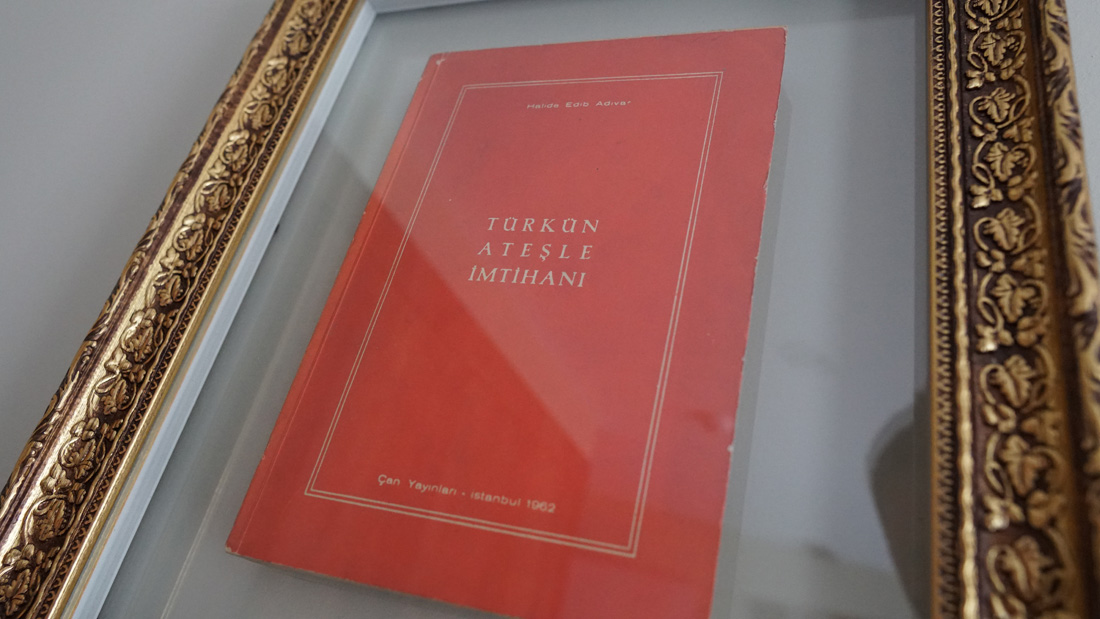 Halide Edib Adıvar
TÜRKÜN
ATEŞLE
İMTİHANI
Çan Yayınları - İstanbul 1962